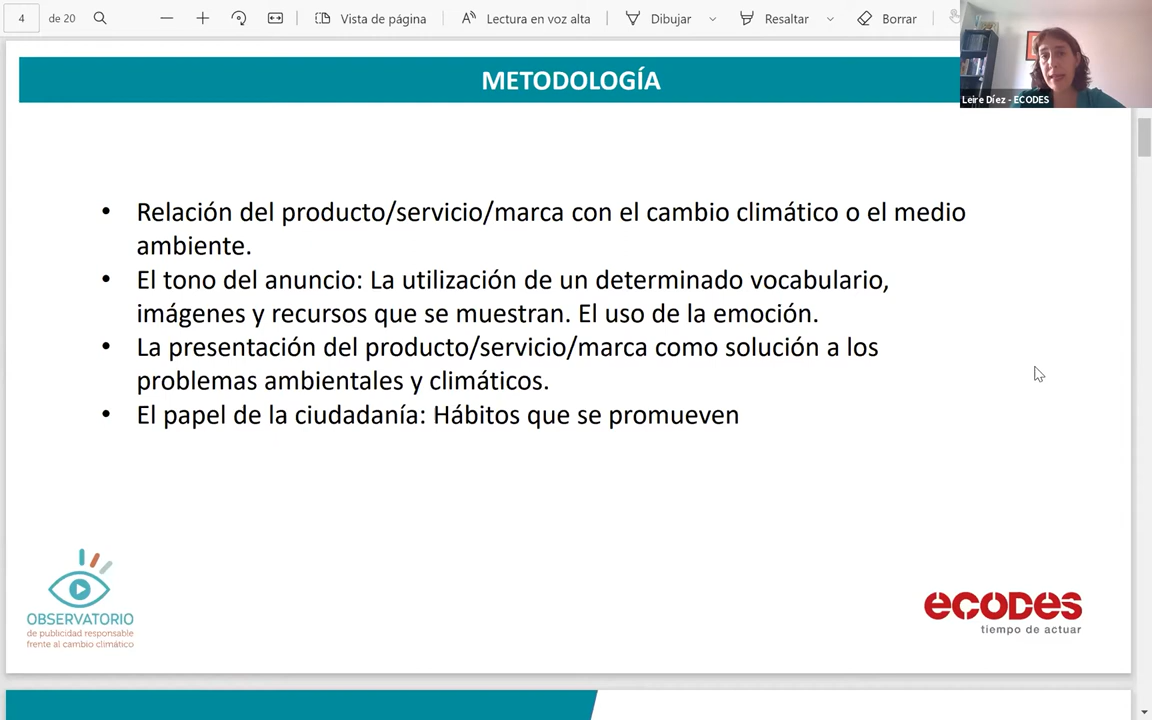 4 de 20 Vista de página Lectura en voz alta Dibujar Resaltar Borrar
Leire Díez - ECODES
METODOLOGÍA
• Relación del producto/servicio/marca con el cambio climático o el medio
ambiente.
• El tono del anuncio: La utilización de un determinado vocabulario,
imágenes y recursos que se muestran. El uso de la emoción.
• La presentación del producto/servicio/marca como solución a los
problemas ambientales y climáticos.
• El papel de la ciudadanía: Hábitos que se promueven
OBSERVATORIO
de publicidad responsable
frente al cambio climático
ecodes
tiempo de actuar